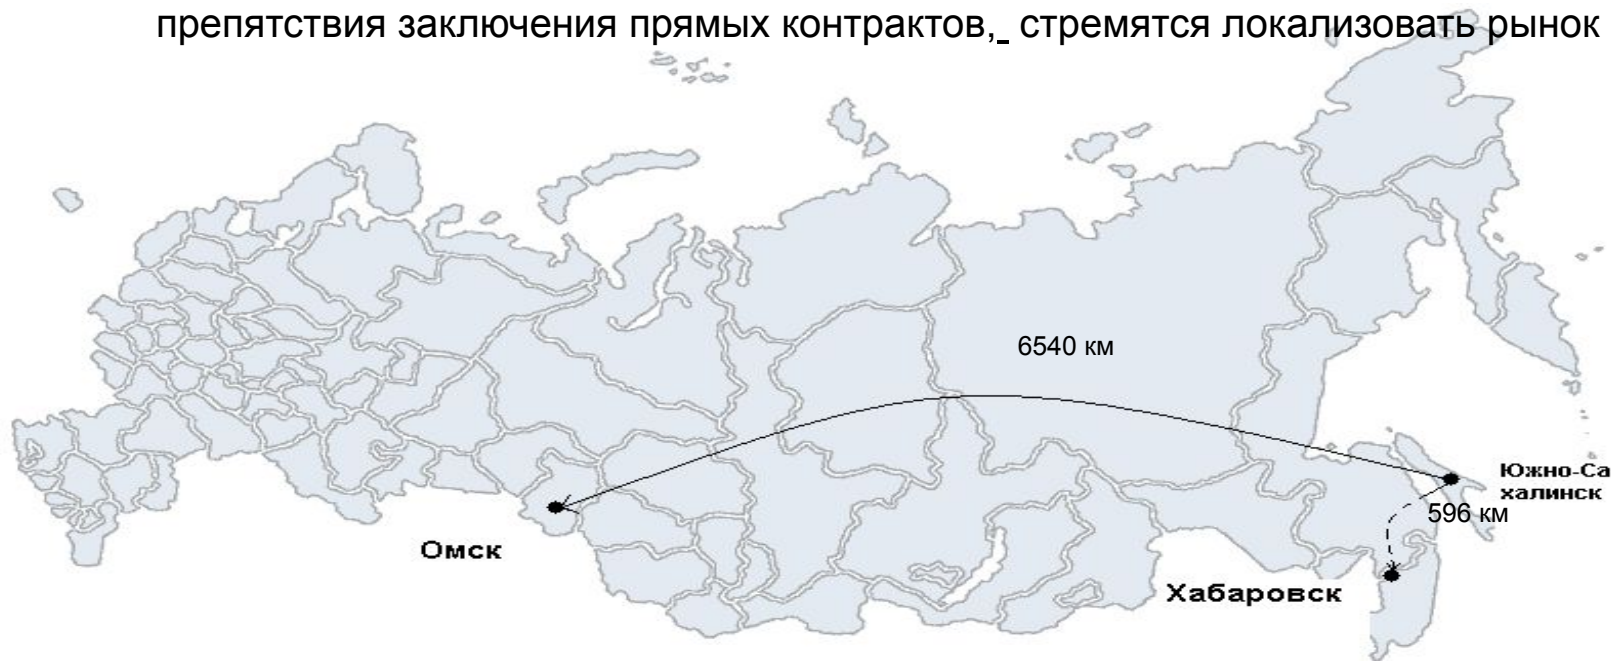 препятствия заключения прямых контрактов,_ стремятся локализовать рынок
6540 км
Южно-Са
халинск
596 км
Омск
Хабаровск